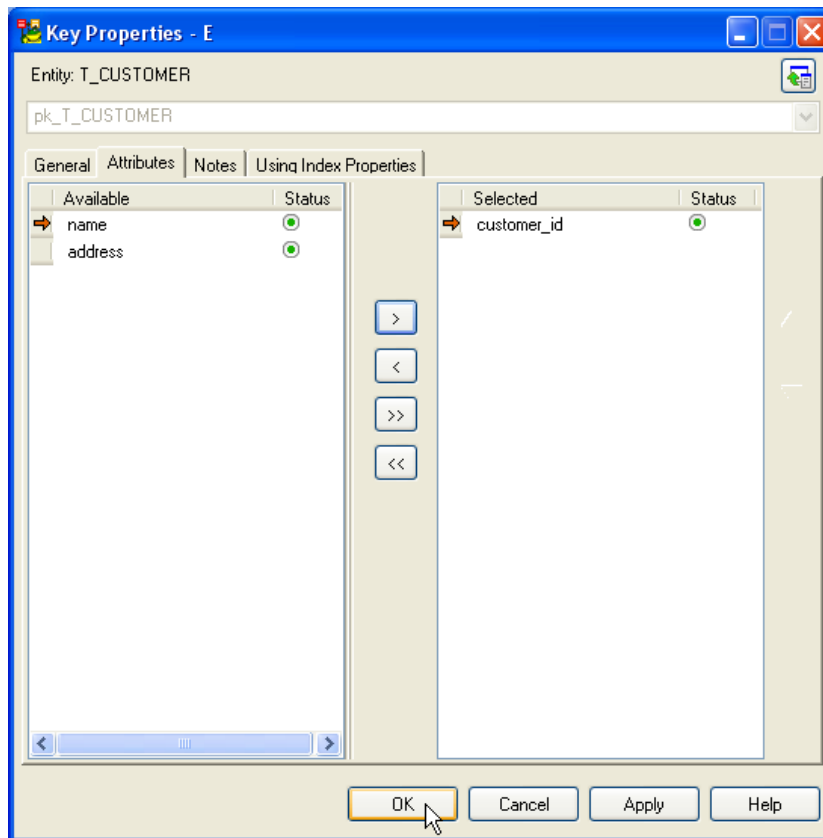 Key Properties - E
Entity: T_CUSTOMER
pk_T_CUSTOMER
General Attributes Notes Using Index Properties
Available Status Selected Status
name customer_id
address
>
<
>>
<<
OK Cancel Apply Help